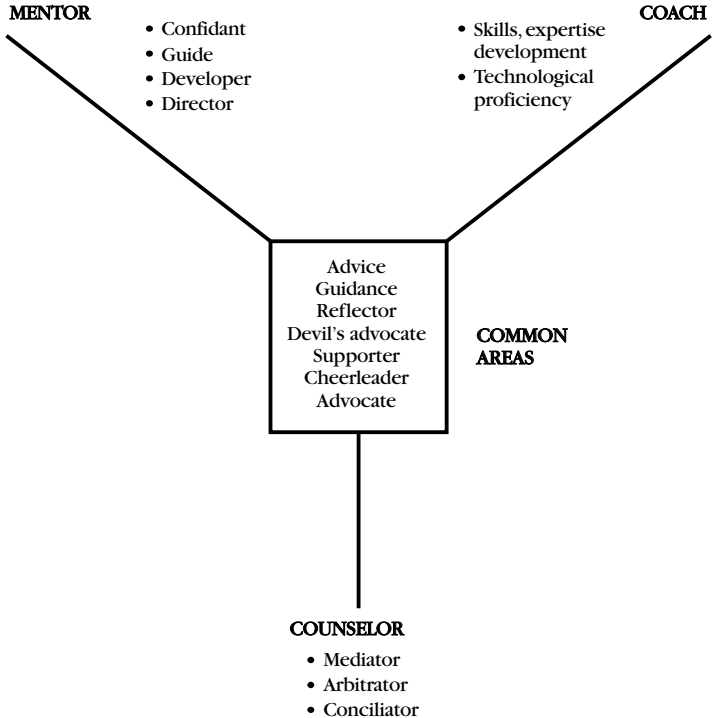 MENTOR
• Confidant
• Guide
• Developer
• Director
COACH
• Skills, expertise
development
• Technological
proficiency
Advice
Guidance
Reflector
Devil's advocate
Supporter
Cheerleader
Advocate
COMMON
AREAS
COUNSELOR
• Mediator
• Arbitrator
• Conciliator